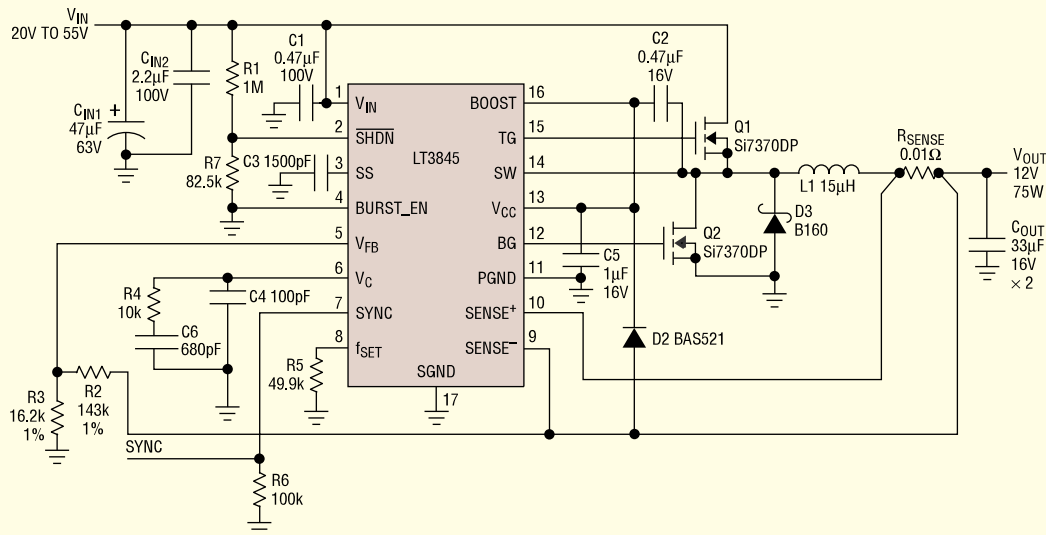 VIN
20V TO 55V
CIN2
2.2µF
100V
CIN1
47µF
63V
+
R1
1M
C1
0.47µF
100V
C2
0.47µF
16V
1
VIN
2
SHDN
3
SS
4
BURST_EN
5
VFB
6
VC
7
SYNC
8
fSET
LT3845
SGND
17
16
BOOST
15
TG
14
SW
13
VCC
12
BG
11
PGND
10
SENSE+
9
SENSE–
R7
82.5k
C3 1500pF
Q1
Si7370DP
RSENSE
0.01Ω
VOUT
12V
75W
L1 15µH
D3
B160
Q2
Si7370DP
C5
1µF
16V
COUT
33µF
16V
× 2
R4
10k
C4 100pF
C6
680pF
D2 BAS521
R5
49.9k
R3
16.2k
1%
R2
143k
1%
SYNC
R6
100k